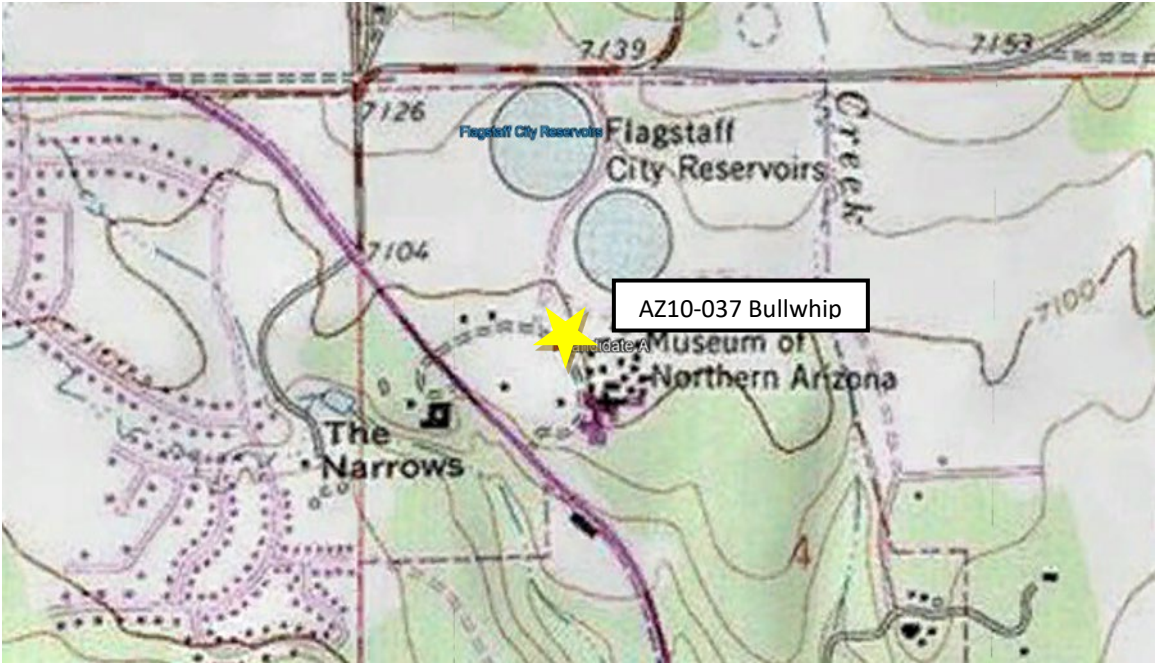 7139
7153
7126
Flagstaff City Reservoirs
Flagstaff
City Reservoirs
Creek
7104
AZ10-037 Bullwhip
7100
Candidate A
Museum of
Northern Arizona
The
Narrows
4